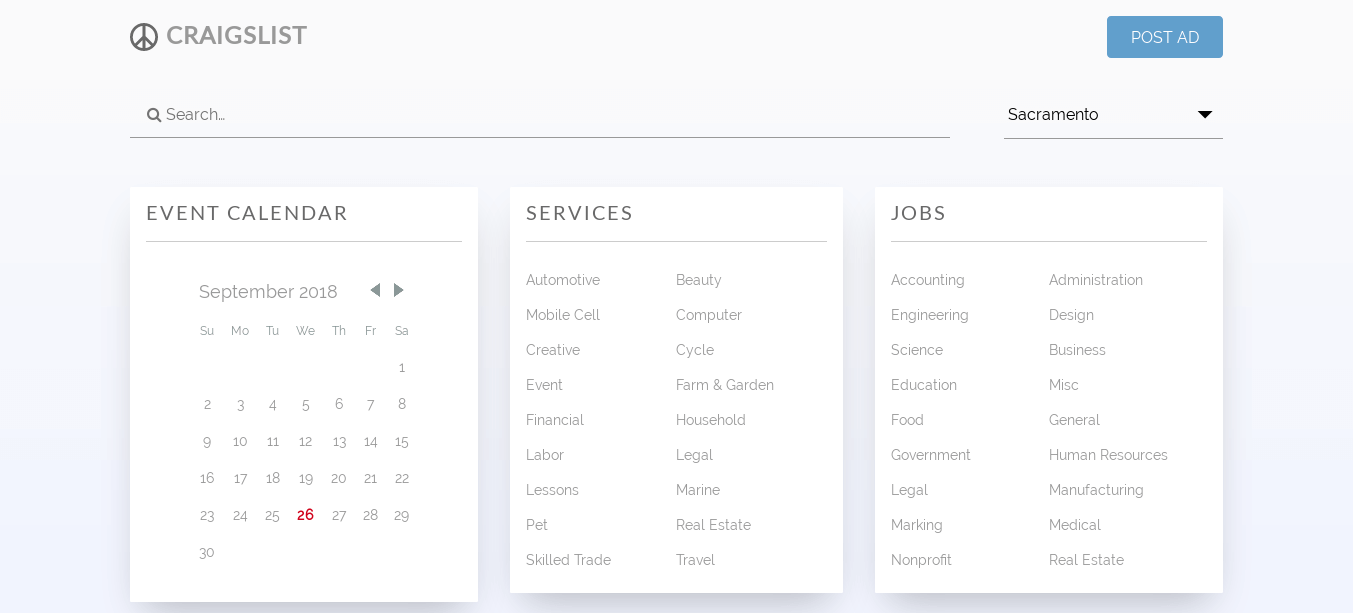 CRAIGSLIST
POST AD
Search...
Sacramento
EVENT CALENDAR
September 2018
Su Mo Tu We Th Fr Sa
1
2 3 4 5 6 7 8
9 10 11 12 13 14 15
16 17 18 19 20 21 22
23 24 25 26 27 28 29
30
SERVICES
Automotive Beauty
Mobile Cell Computer
Creative Cycle
Event Farm & Garden
Financial Household
Labor Legal
Lessons Marine
Pet Real Estate
Skilled Trade Travel
JOBS
Accounting Administration
Engineering Design
Science Business
Education Misc
Food General
Government Human Resources
Legal Manufacturing
Marking Medical
Nonprofit Real Estate